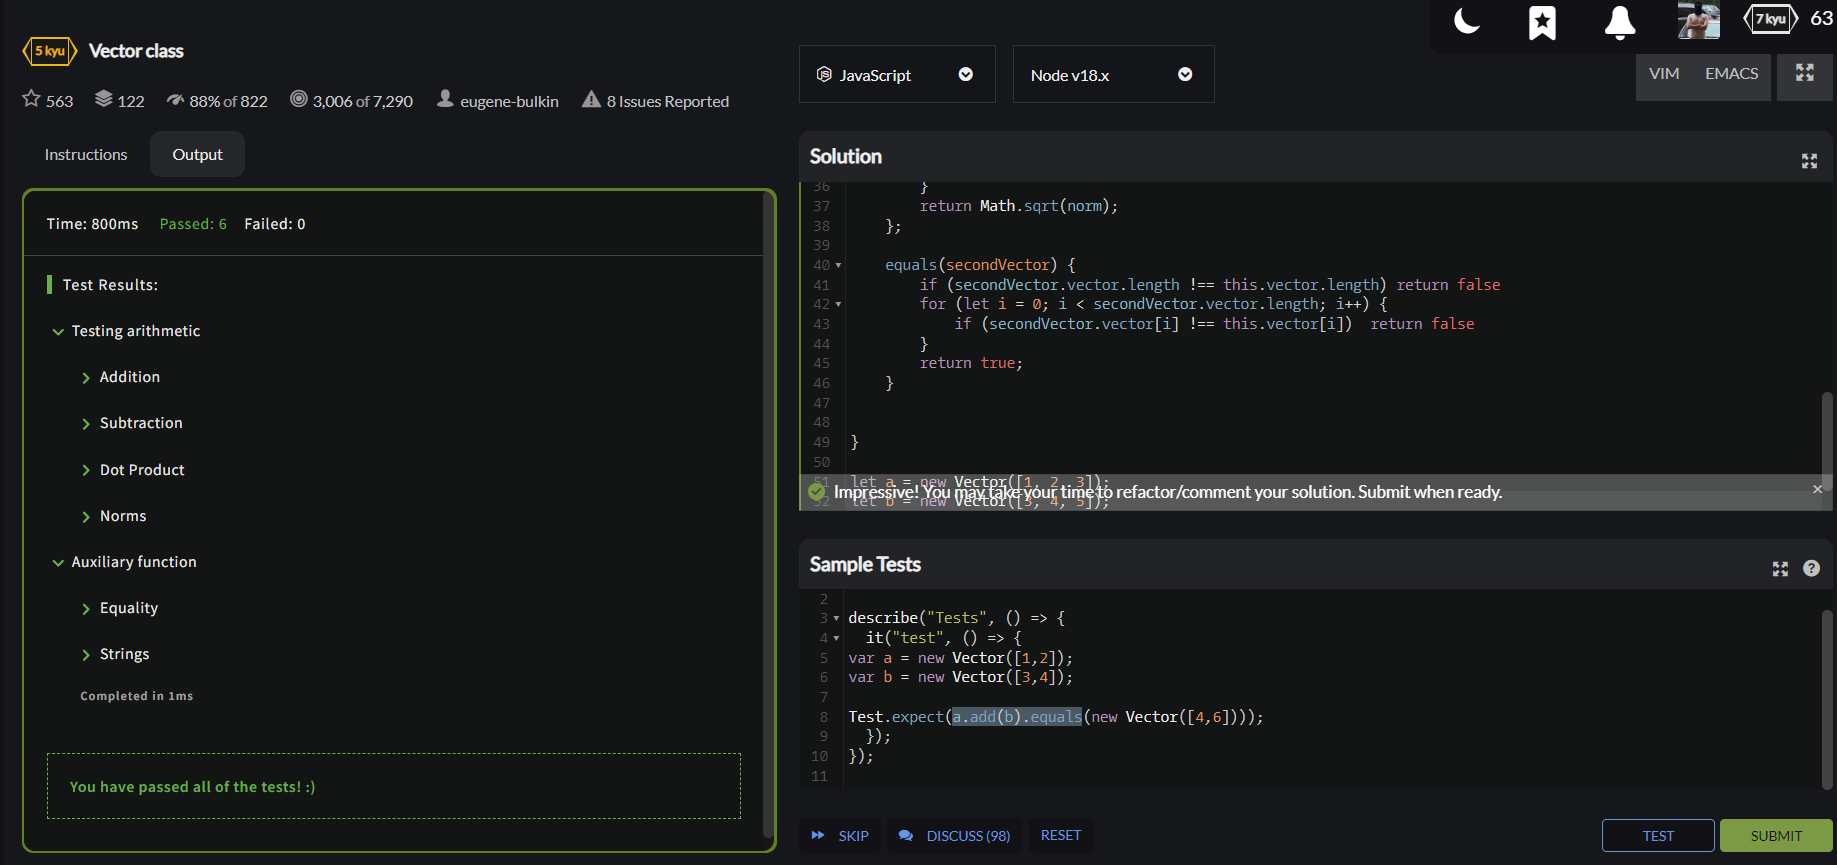 5 kyu Vector class
563 122 88% of 822 3,006 of 7,290 eugene-bulkin 8 Issues Reported
Instructions Output
Time: 800ms Passed: 6 Failed: 0
Test Results:
Testing arithmetic
Addition
Subtraction
Dot Product
Norms
Auxiliary function
Equality
Strings
Completed in 1ms
You have passed all of the tests! :)
7 kyu 63
JavaScript Node v18.x
VIM EMACS
Solution
36 }
37 return Math.sqrt(norm);
38 };
39
40 equals(secondVector) {
41 if (secondVector.vector.length !== this.vector.length) return false
42 for (let i = 0; i < secondVector.vector.length; i++) {
43 if (secondVector.vector[i] !== this.vector[i])  return false
44 }
45 return true;
46 }
47
48
49 }
50
51 let a = new Vector([1, 2, 3]);
Impressive! You may take your time to refactor/comment your solution. Submit when ready. ×
52 let b = new Vector([3, 4, 5]);
Sample Tests ?
2
3 describe("Tests", () => {
4 it("test", () => {
5 var a = new Vector([1,2]);
6 var b = new Vector([3,4]);
7
8 Test.expect(a.add(b).equals(new Vector([4,6])));
9 });
10 });
11
SKIP DISCUSS (98) RESET TEST SUBMIT